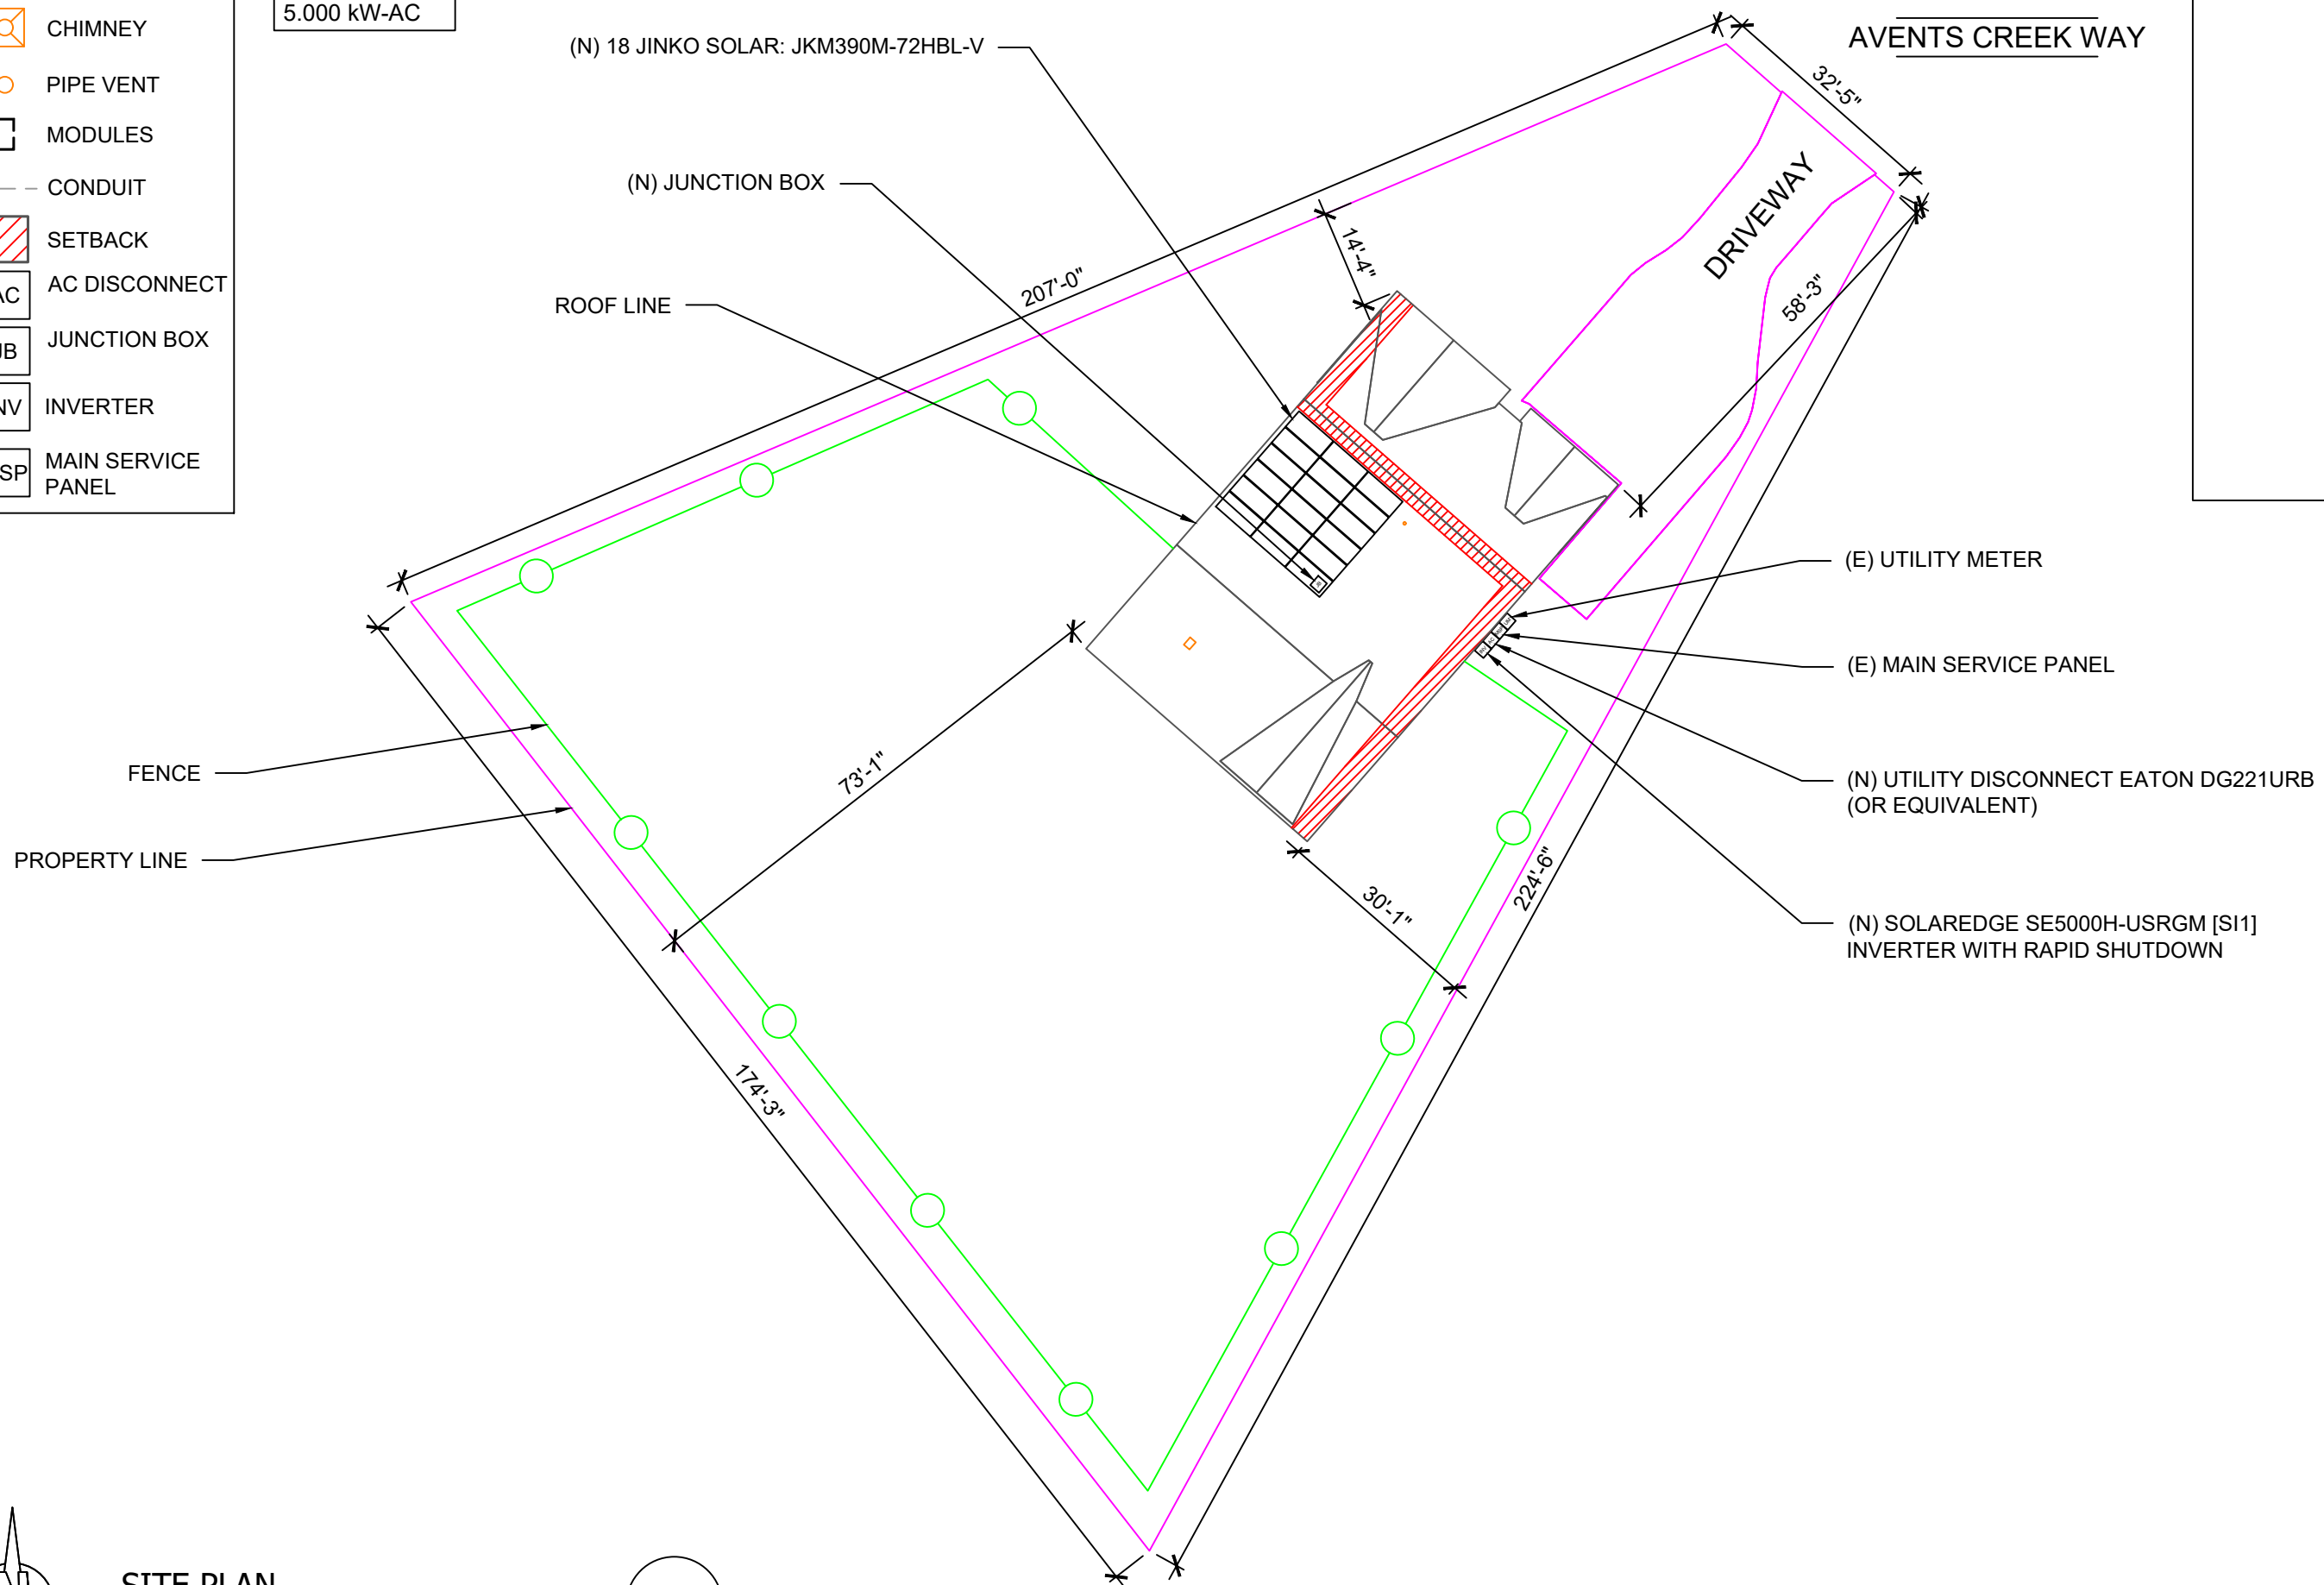 CHIMNEY
PIPE VENT
MODULES
CONDUIT
SETBACK
AC DISCONNECT
JUNCTION BOX
INVERTER
MAIN SERVICE
PANEL
5.000 kW-AC
(N) 18 JINKO SOLAR: JKM390M-72HBL-V
(N) JUNCTION BOX
ROOF LINE
FENCE
PROPERTY LINE
AVENTS CREEK WAY
32'-5"
DRIVEWAY
58'-3"
14'-4"
207'-0"
73'-1"
174'-3"
30'-1"
224'-6"
(E) UTILITY METER
(E) MAIN SERVICE PANEL
(N) UTILITY DISCONNECT EATON DG221URB
(OR EQUIVALENT)
(N) SOLAREDGE SE5000H-USRGM [SI1]
INVERTER WITH RAPID SHUTDOWN
SITE PLAN